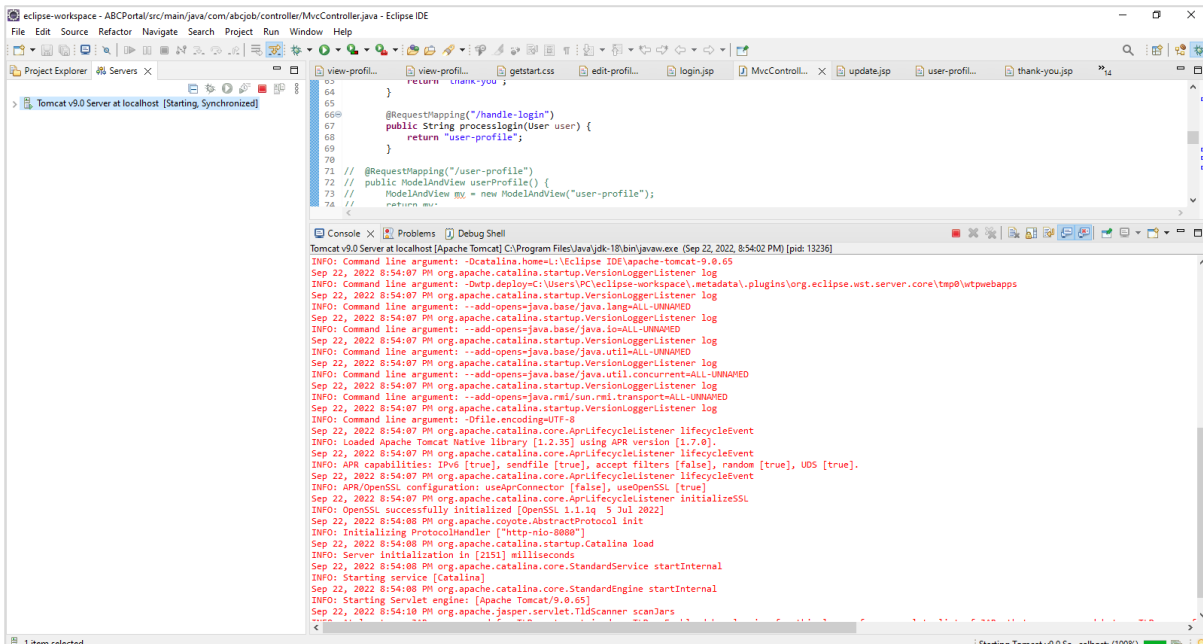 eclipse-workspace - ABCPortal/src/main/java/com/abcjob/controller/MvcController.java - Eclipse IDE
File Edit Source Refactor Navigate Search Project Run Window Help
Project Explorer Servers
view-profil... view-profil... getstart.css edit-profil... login.jsp MvcControll... update.jsp user-profil... thank-you.jsp »14
Tomcat v9.0 Server at localhost [Starting, Synchronized]
63 return "thank-you";
64 }
65
66 @RequestMapping("/handle-login")
67 public String processlogin(User user) {
68 return "user-profile";
69 }
70
71 // @RequestMapping("/user-profile")
72 // public ModelAndView userProfile() {
73 // ModelAndView mv = new ModelAndView("user-profile");
74 // return mv;
Console Problems Debug Shell
Tomcat v9.0 Server at localhost [Apache Tomcat] C:\Program Files\Java\jdk-18\bin\javaw.exe (Sep 22, 2022, 8:54:02 PM) [pid: 13236]
INFO: Command line argument: -Dcatalina.home=L:\Eclipse IDE\apache-tomcat-9.0.65
Sep 22, 2022 8:54:07 PM org.apache.catalina.startup.VersionLoggerListener log
INFO: Command line argument: -Dwtp.deploy=C:\Users\PC\eclipse-workspace\.metadata\.plugins\org.eclipse.wst.server.core\tmp0\wtpwebapps
Sep 22, 2022 8:54:07 PM org.apache.catalina.startup.VersionLoggerListener log
INFO: Command line argument: --add-opens=java.base/java.lang=ALL-UNNAMED
Sep 22, 2022 8:54:07 PM org.apache.catalina.startup.VersionLoggerListener log
INFO: Command line argument: --add-opens=java.base/java.io=ALL-UNNAMED
Sep 22, 2022 8:54:07 PM org.apache.catalina.startup.VersionLoggerListener log
INFO: Command line argument: --add-opens=java.base/java.util=ALL-UNNAMED
Sep 22, 2022 8:54:07 PM org.apache.catalina.startup.VersionLoggerListener log
INFO: Command line argument: --add-opens=java.base/java.util.concurrent=ALL-UNNAMED
Sep 22, 2022 8:54:07 PM org.apache.catalina.startup.VersionLoggerListener log
INFO: Command line argument: --add-opens=java.rmi/sun.rmi.transport=ALL-UNNAMED
Sep 22, 2022 8:54:07 PM org.apache.catalina.startup.VersionLoggerListener log
INFO: Command line argument: -Dfile.encoding=UTF-8
Sep 22, 2022 8:54:07 PM org.apache.catalina.core.AprLifecycleListener lifecycleEvent
INFO: Loaded Apache Tomcat Native library [1.2.35] using APR version [1.7.0].
Sep 22, 2022 8:54:07 PM org.apache.catalina.core.AprLifecycleListener lifecycleEvent
INFO: APR capabilities: IPv6 [true], sendfile [true], accept filters [false], random [true], UDS [true].
Sep 22, 2022 8:54:07 PM org.apache.catalina.core.AprLifecycleListener lifecycleEvent
INFO: APR/OpenSSL configuration: useAprConnector [false], useOpenSSL [true]
Sep 22, 2022 8:54:07 PM org.apache.catalina.core.AprLifecycleListener initializeSSL
INFO: OpenSSL successfully initialized [OpenSSL 1.1.1q 5 Jul 2022]
Sep 22, 2022 8:54:08 PM org.apache.coyote.AbstractProtocol init
INFO: Initializing ProtocolHandler ["http-nio-8080"]
Sep 22, 2022 8:54:08 PM org.apache.catalina.startup.Catalina load
INFO: Server initialization in [2151] milliseconds
Sep 22, 2022 8:54:08 PM org.apache.catalina.core.StandardService startInternal
INFO: Starting service [Catalina]
Sep 22, 2022 8:54:08 PM org.apache.catalina.core.StandardEngine startInternal
INFO: Starting Servlet engine: [Apache Tomcat/9.0.65]
Sep 22, 2022 8:54:10 PM org.apache.jasper.servlet.TldScanner scanJars
1 item selected